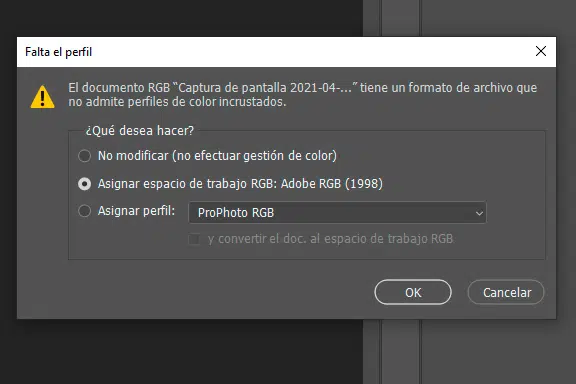 Falta el perfil
El documento RGB “Captura de pantalla 2021-04-...” tiene un formato de archivo que
no admite perfiles de color incrustados.
¿Qué desea hacer?
No modificar (no efectuar gestión de color)
Asignar espacio de trabajo RGB: Adobe RGB (1998)
Asignar perfil: ProPhoto RGB
y convertir el doc. al espacio de trabajo RGB
OK Cancelar